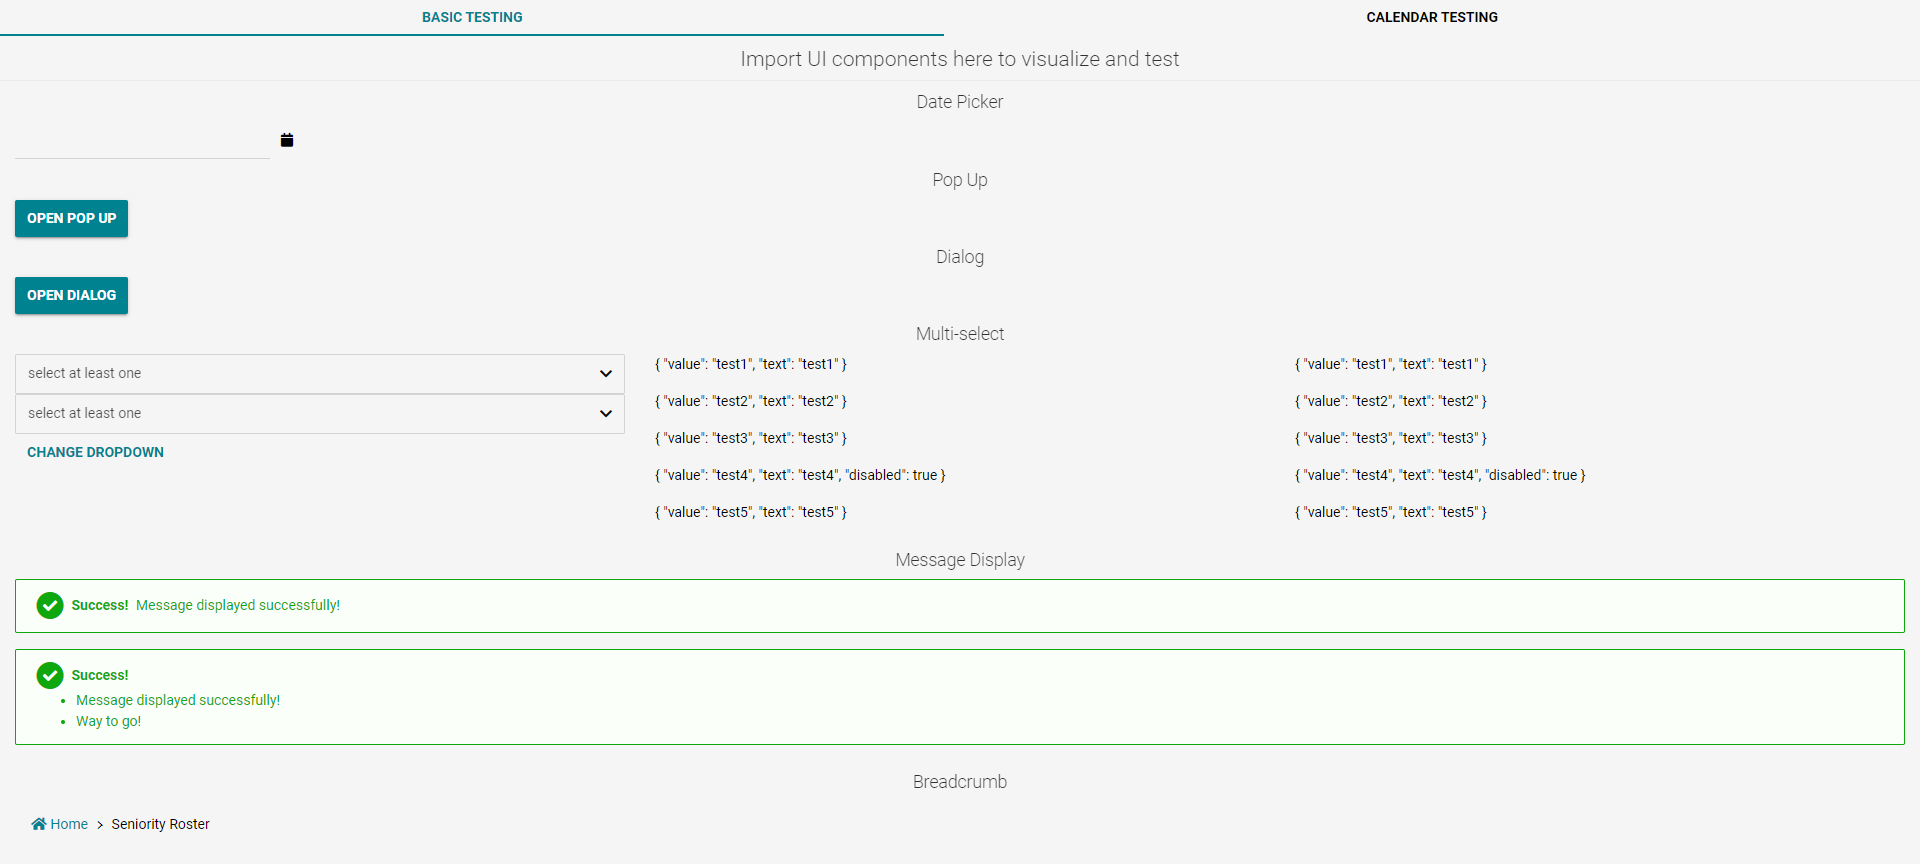 BASIC TESTING
CALENDAR TESTING
Import UI components here to visualize and test
Date Picker
Pop Up
OPEN POP UP
Dialog
OPEN DIALOG
Multi-select
select at least one
select at least one
CHANGE DROPDOWN
{ "value": "test1", "text": "test1" }
{ "value": "test2", "text": "test2" }
{ "value": "test3", "text": "test3" }
{ "value": "test4", "text": "test4", "disabled": true }
{ "value": "test5", "text": "test5" }
{ "value": "test1", "text": "test1" }
{ "value": "test2", "text": "test2" }
{ "value": "test3", "text": "test3" }
{ "value": "test4", "text": "test4", "disabled": true }
{ "value": "test5", "text": "test5" }
Message Display
Success! Message displayed successfully!
Success!
• Message displayed successfully!
• Way to go!
Breadcrumb
Home > Seniority Roster